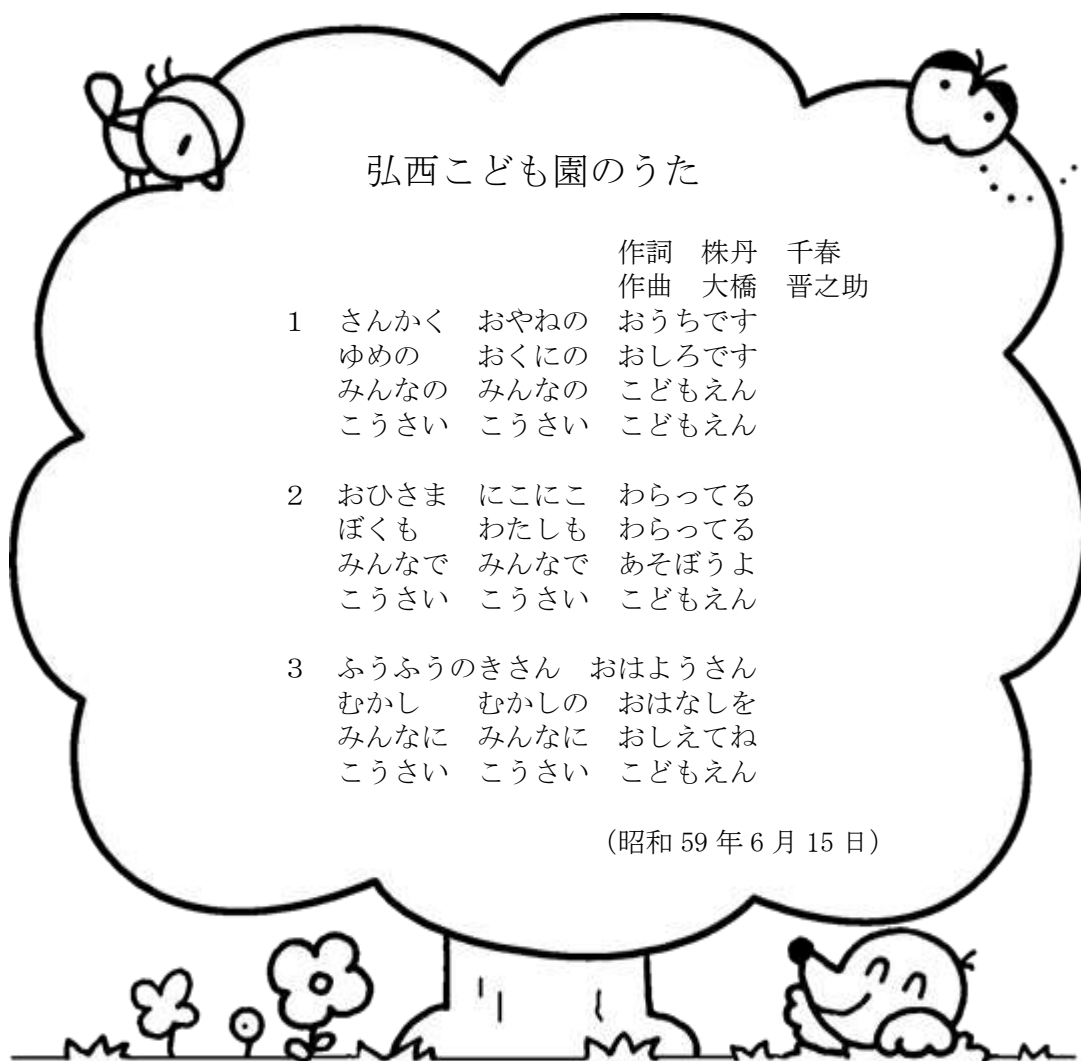 弘西こども園のうた
作詞　株丹　千春
作曲　大橋　晋之助
１　さんかく　おやねの　おうちです
ゆめの　　おくにの　おしろです
みんなの　みんなの　こどもえん
こうさい　こうさい　こどもえん
２　おひさま　にこにこ　わらってる
ぼくも　　わたしも　わらってる
みんなで　みんなで　あそぼうよ
こうさい　こうさい　こどもえん
３　ふうふうのきさん　おはようさん
むかし　　むかしの　おはなしを
みんなに　みんなに　おしえてね
こうさい　こうさい　こどもえん
（昭和 59 年 6 月 15 日）